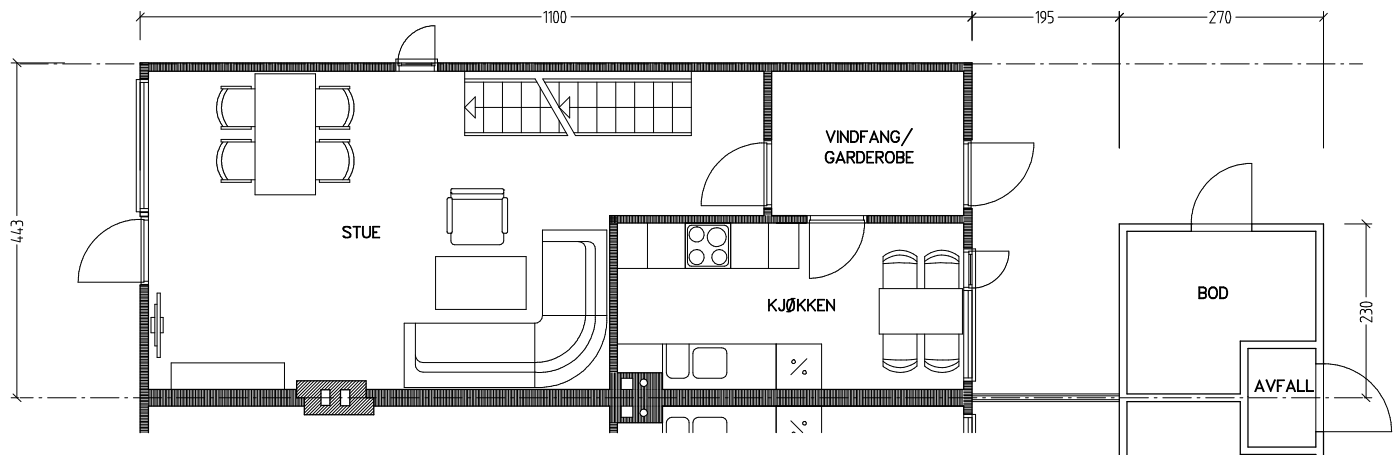 1100
195
270
443
VINDFANG/
GARDEROBE
STUE
BOD
KJØKKEN
230
%
AVFALL
%